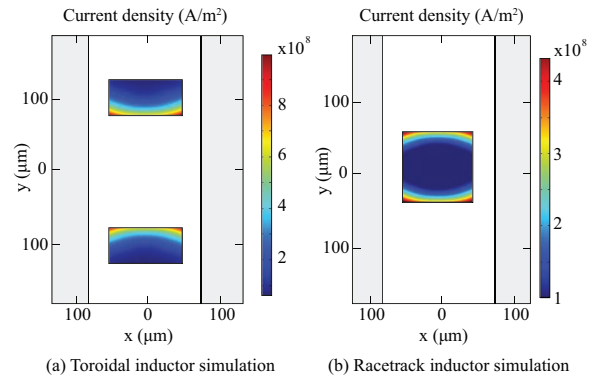 Current density (A/m²)
x10⁸
8
6
4
2
100
0
100
y (μm)
100
0
100
x (μm)
(a) Toroidal inductor simulation
Current density (A/m²)
x10⁸
4
3
2
1
100
0
100
y (μm)
100
0
100
x (μm)
(b) Racetrack inductor simulation